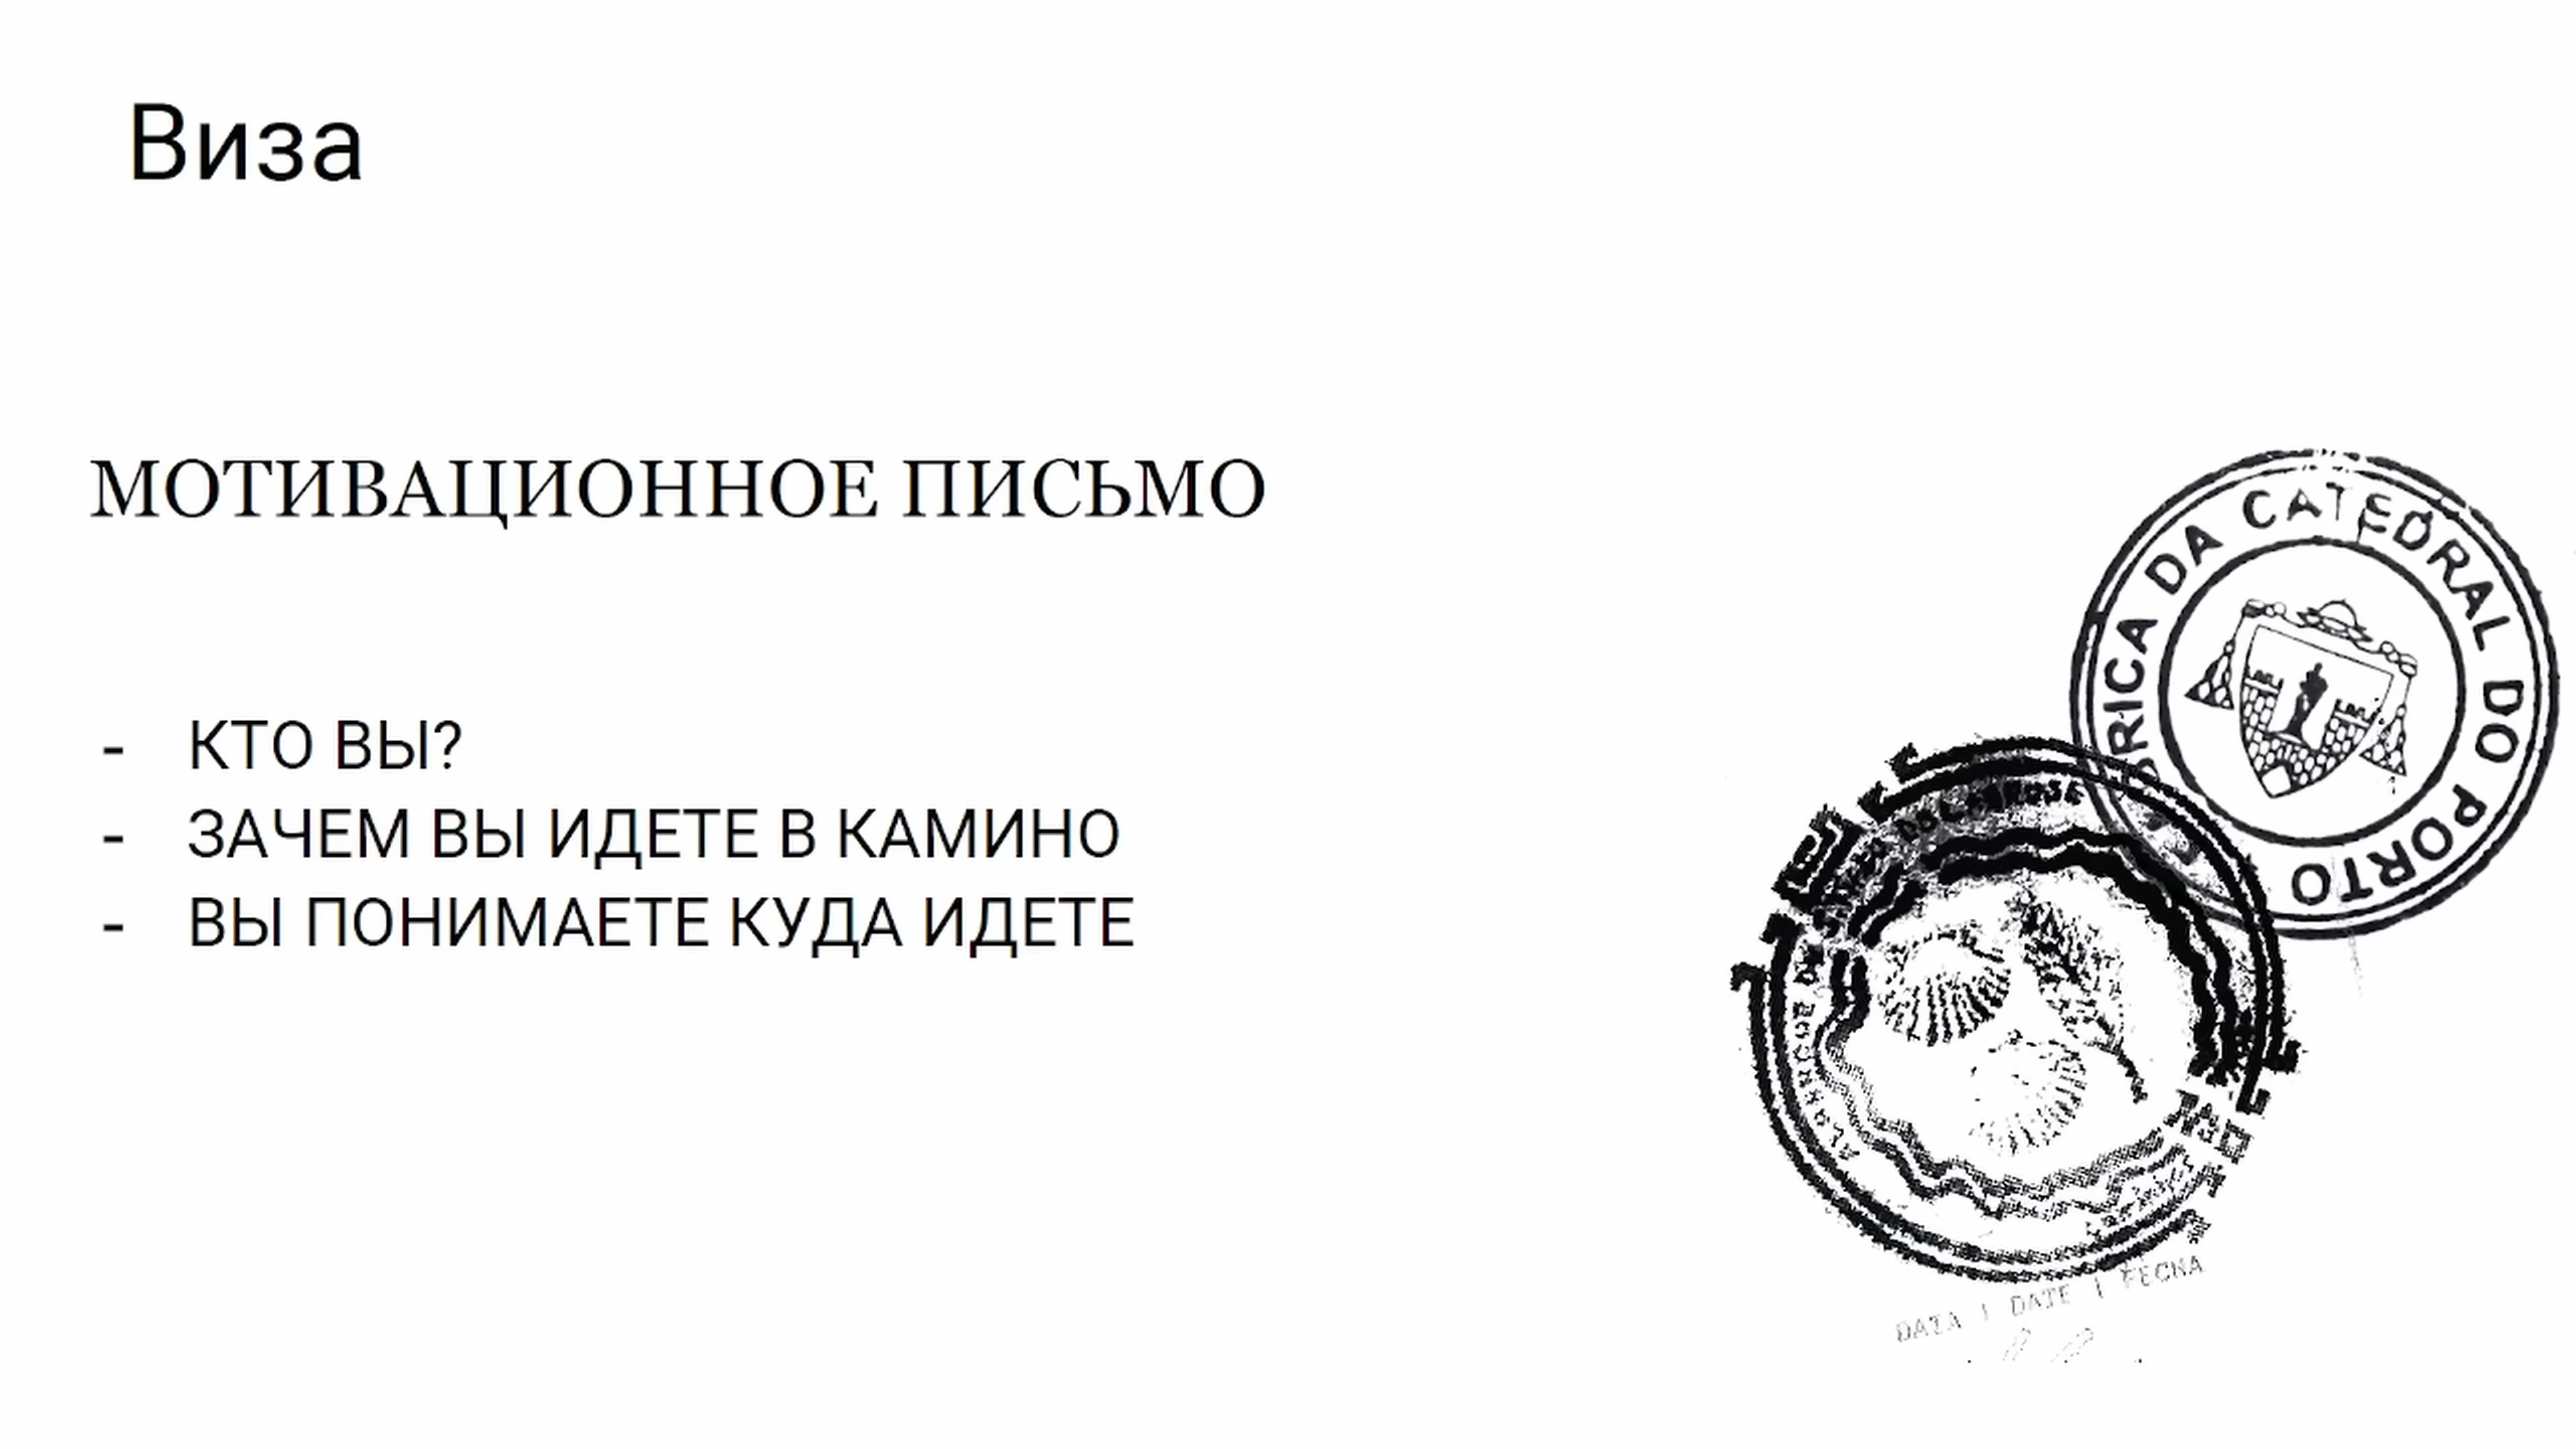 Виза
МОТИВАЦИОННОЕ ПИСЬМО
- КТО ВЫ?
- ЗАЧЕМ ВЫ ИДЕТЕ В КАМИНО
- ВЫ ПОНИМАЕТЕ КУДА ИДЕТЕ
DA CATEDRAL DO PORTO
DATA | DATE | FECHA